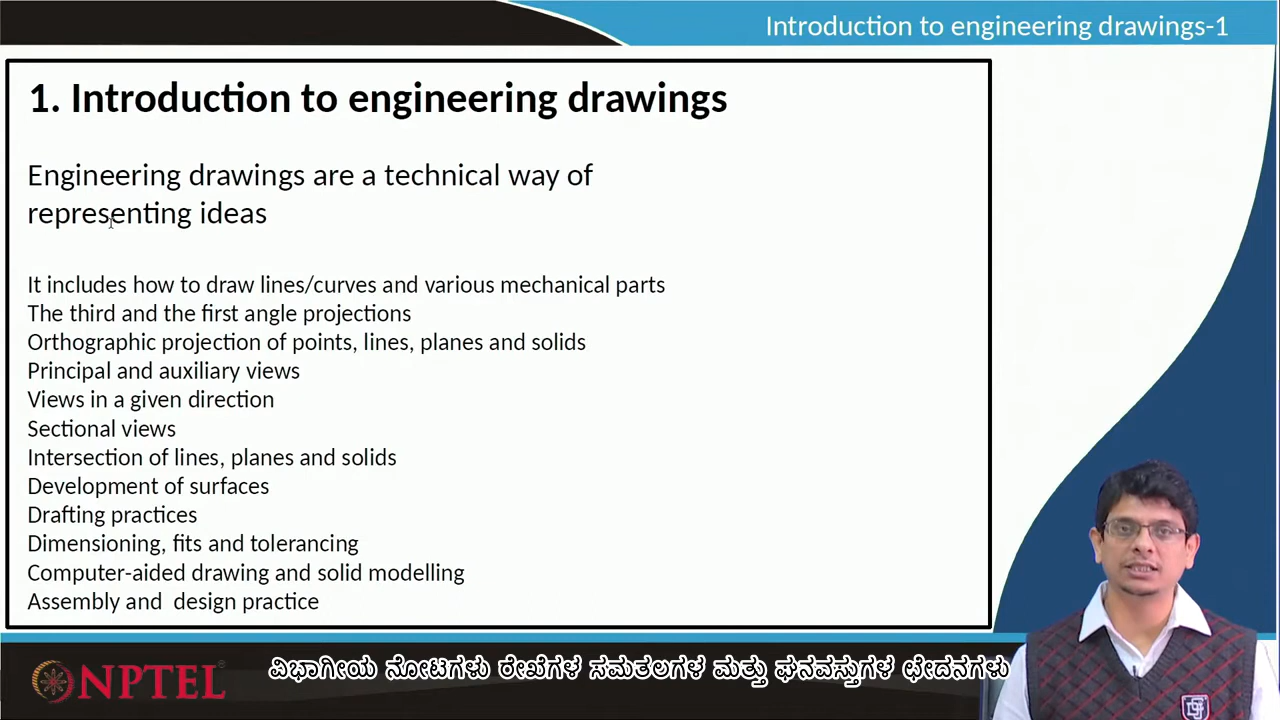 Introduction to engineering drawings-1
1. Introduction to engineering drawings
Engineering drawings are a technical way of
representing ideas
It includes how to draw lines/curves and various mechanical parts
The third and the first angle projections
Orthographic projection of points, lines, planes and solids
Principal and auxiliary views
Views in a given direction
Sectional views
Intersection of lines, planes and solids
Development of surfaces
Drafting practices
Dimensioning, fits and tolerancing
Computer-aided drawing and solid modelling
Assembly and  design practice
NPTEL
ವಿಭಾಗೀಯ ನೋಟಗಳು ರೇಖೆಗಳ ಸಮತಲಗಳ ಮತ್ತು ಘನವಸ್ತುಗಳ ಛೇದನಗಳು